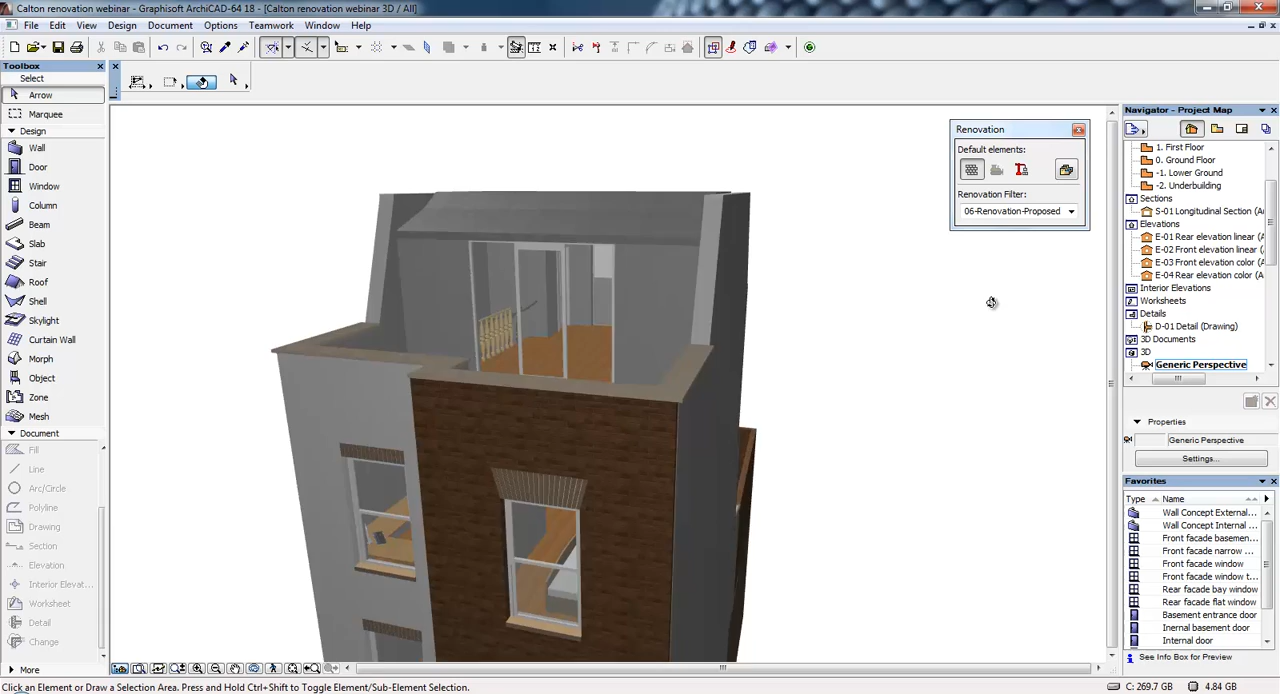 Calton renovation webinar - Graphisoft ArchiCAD-64 18 - [Calton renovation webinar 3D / All]
File Edit View Design Document Options Teamwork Window Help
Toolbox
Select
Arrow
Marquee
Design
Wall
Door
Window
Column
Beam
Slab
Stair
Roof
Shell
Skylight
Curtain Wall
Morph
Object
Zone
Mesh
Document
Fill
Line
Arc/Circle
Polyline
Drawing
Section
Elevation
Interior Elevat...
Worksheet
Detail
Change
More
Renovation
Default elements:
Renovation Filter:
06-Renovation-Proposed
Navigator - Project Map
1. First Floor
0. Ground Floor
-1. Lower Ground
-2. Underbuilding
Sections
S-01 Longitudinal Section (A
Elevations
E-01 Rear elevation linear (
E-02 Front elevation linear (
E-03 Front elevation color (
E-04 Rear elevation color (A
Interior Elevations
Worksheets
Details
D-01 Detail (Drawing)
3D Documents
3D
Generic Perspective
Properties
Generic Perspective
Settings...
Favorites
Type Name
Wall Concept External...
Wall Concept Internal ...
Front facade basemen...
Front facade narrow ...
Front facade window
Front facade window t...
Rear facade bay window
Rear facade flat window
Basement entrance door
Inernal basement door
Internal door
See Info Box for Preview
Click an Element or Draw a Selection Area. Press and Hold Ctrl+Shift to Toggle Element/Sub-Element Selection.
C: 269.7 GB
4.84 GB